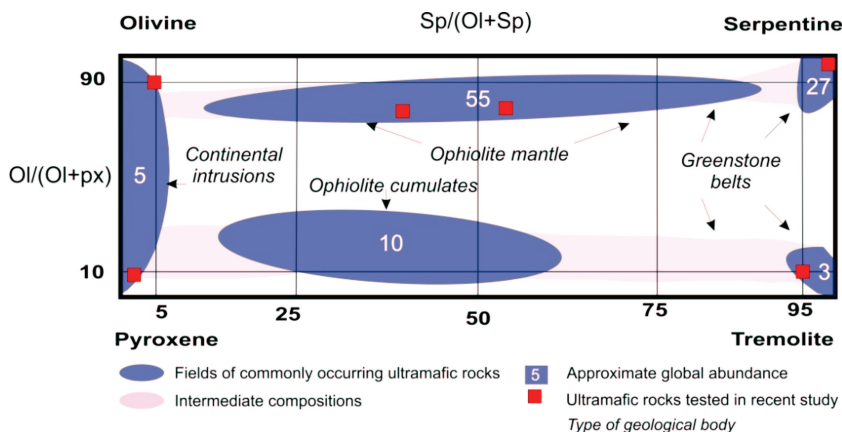 Olivine
Sp/(Ol+Sp)
Serpentine
90
55
27
Continental
intrusions
Ophiolite mantle
Greenstone
belts
Ol/(Ol+px)
5
Ophiolite cumulates
10
10
3
5
25
50
75
95
Pyroxene
Tremolite
Fields of commonly occurring ultramafic rocks
5
Approximate global abundance
Intermediate compositions
Ultramafic rocks tested in recent study
Type of geological body